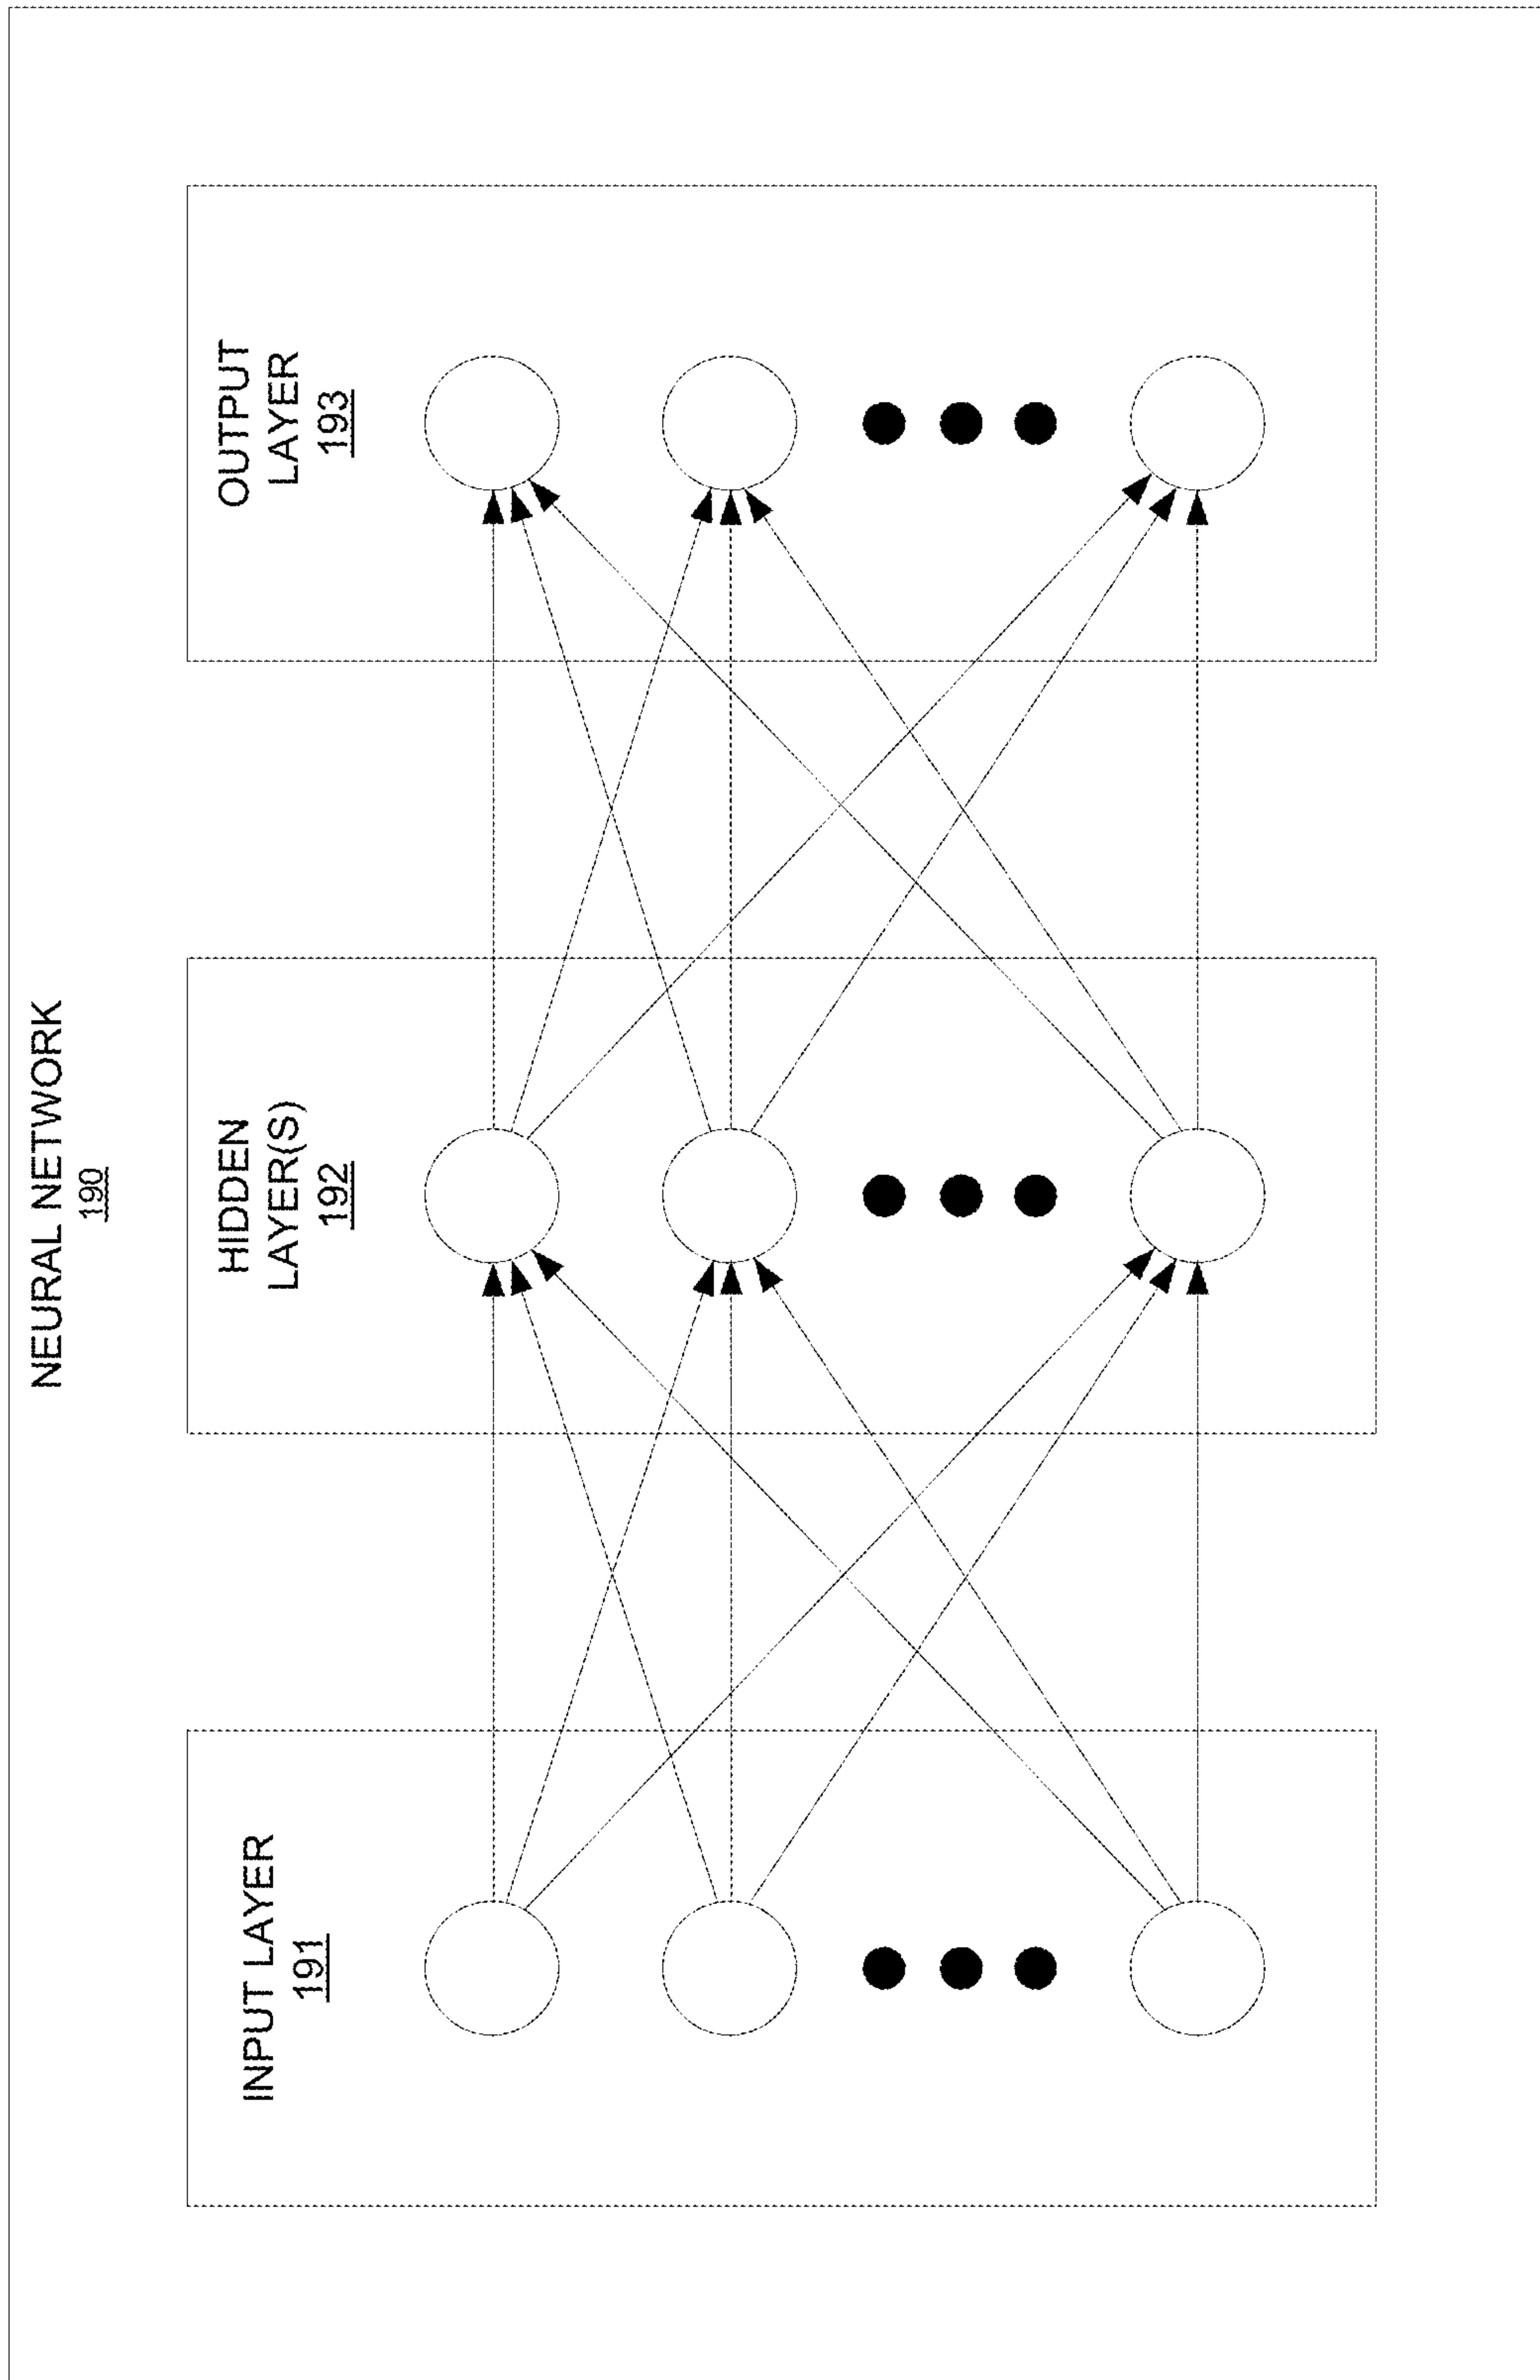 NEURAL NETWORK
190
INPUT LAYER
191
HIDDEN
LAYER(S)
192
OUTPUT
LAYER
193